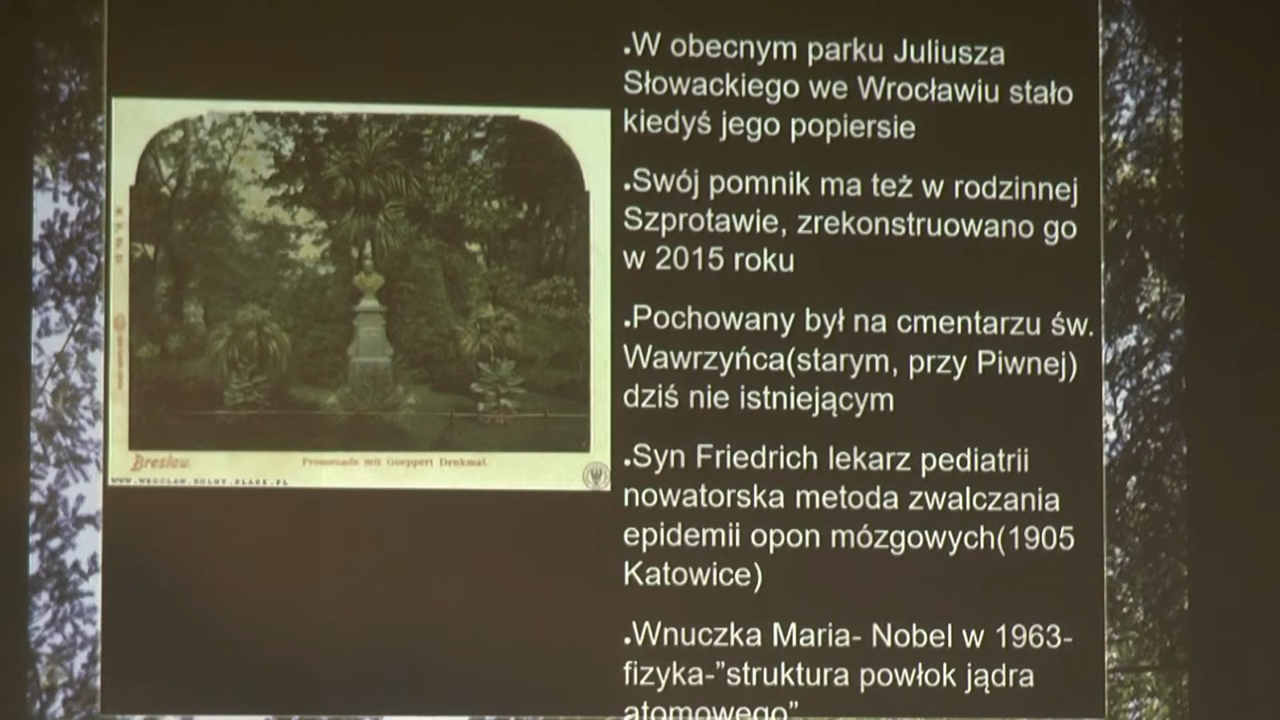 •W obecnym parku Juliusza
Słowackiego we Wrocławiu stało
kiedyś jego popiersie
•Swój pomnik ma też w rodzinnej
Szprotawie, zrekonstruowano go
w 2015 roku
•Pochowany był na cmentarzu św.
Wawrzyńca(starym, przy Piwnej)
dziś nie istniejącym
•Syn Friedrich lekarz pediatrii
nowatorska metoda zwalczania
epidemii opon mózgowych(1905
Katowice)
•Wnuczka Maria- Nobel w 1963-
fizyka-”struktura powłok jądra
atomowego”
Breslau.
Promenade mit Goeppert Denkmal.
WWW.WROCLAW.DOLNY.SLASK.PL